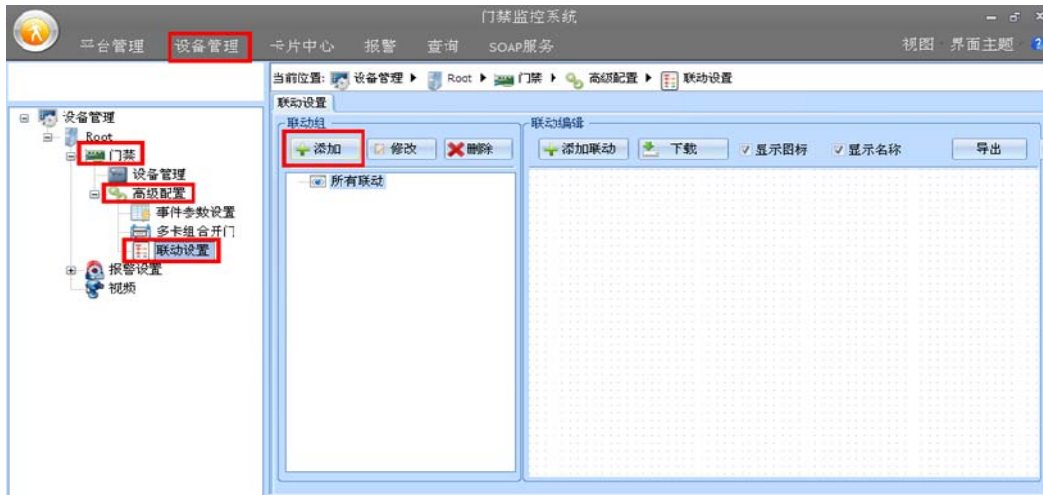 门禁监控系统
平台管理 设备管理 卡片中心 报警 查询 SOAP服务 视图 界面主题
当前位置: 设备管理 Root 门禁 高级配置 联动设置
联动设置
设备管理
Root
门禁
设备管理
高级配置
事件参数设置
多卡组合开门
联动设置
报警设置
视频
联动组
添加 修改 删除
所有联动
联动编辑
添加联动 下载 显示图标 显示名称 导出